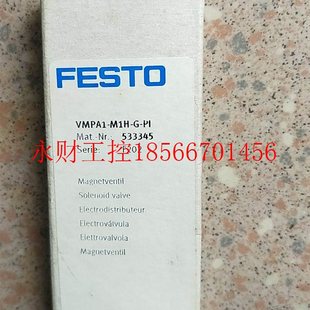 FESTO
VMPA1-M1H-G-PI
Mat.-Nr. 533345
Serie:
永财工控18566701456
Magnetventil
Solenoid valve
Electrodistributeur
Electroválvula
Elettrovalvola
Magnetventil